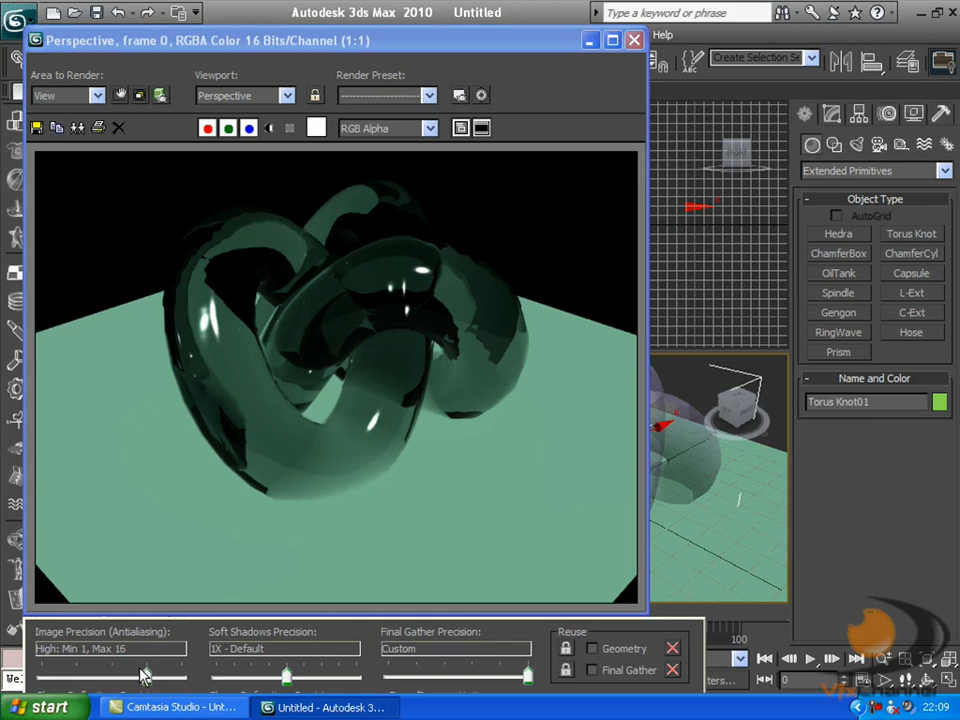 Autodesk 3ds Max 2010 Untitled
Type a keyword or phrase
Perspective, frame 0, RGBA Color 16 Bits/Channel (1:1)
Help
Area to Render:
Viewport:
Render Preset:
View
Perspective
Create Selection Se
RGB Alpha
Extended Primitives
Object Type
AutoGrid
Hedra
Torus Knot
ChamferBox
ChamferCyl
OilTank
Capsule
Spindle
L-Ext
Gengon
C-Ext
RingWave
Hose
Prism
Name and Color
Torus Knot01
Image Precision (Antialiasing):
Soft Shadows Precision:
Final Gather Precision:
Reuse
High: Min 1, Max 16
1X - Default
Custom
Geometry
Final Gather
100
We
ters...
0
VfxChannel
start
Camtasia Studio - Unt...
Untitled - Autodesk 3...
22:09